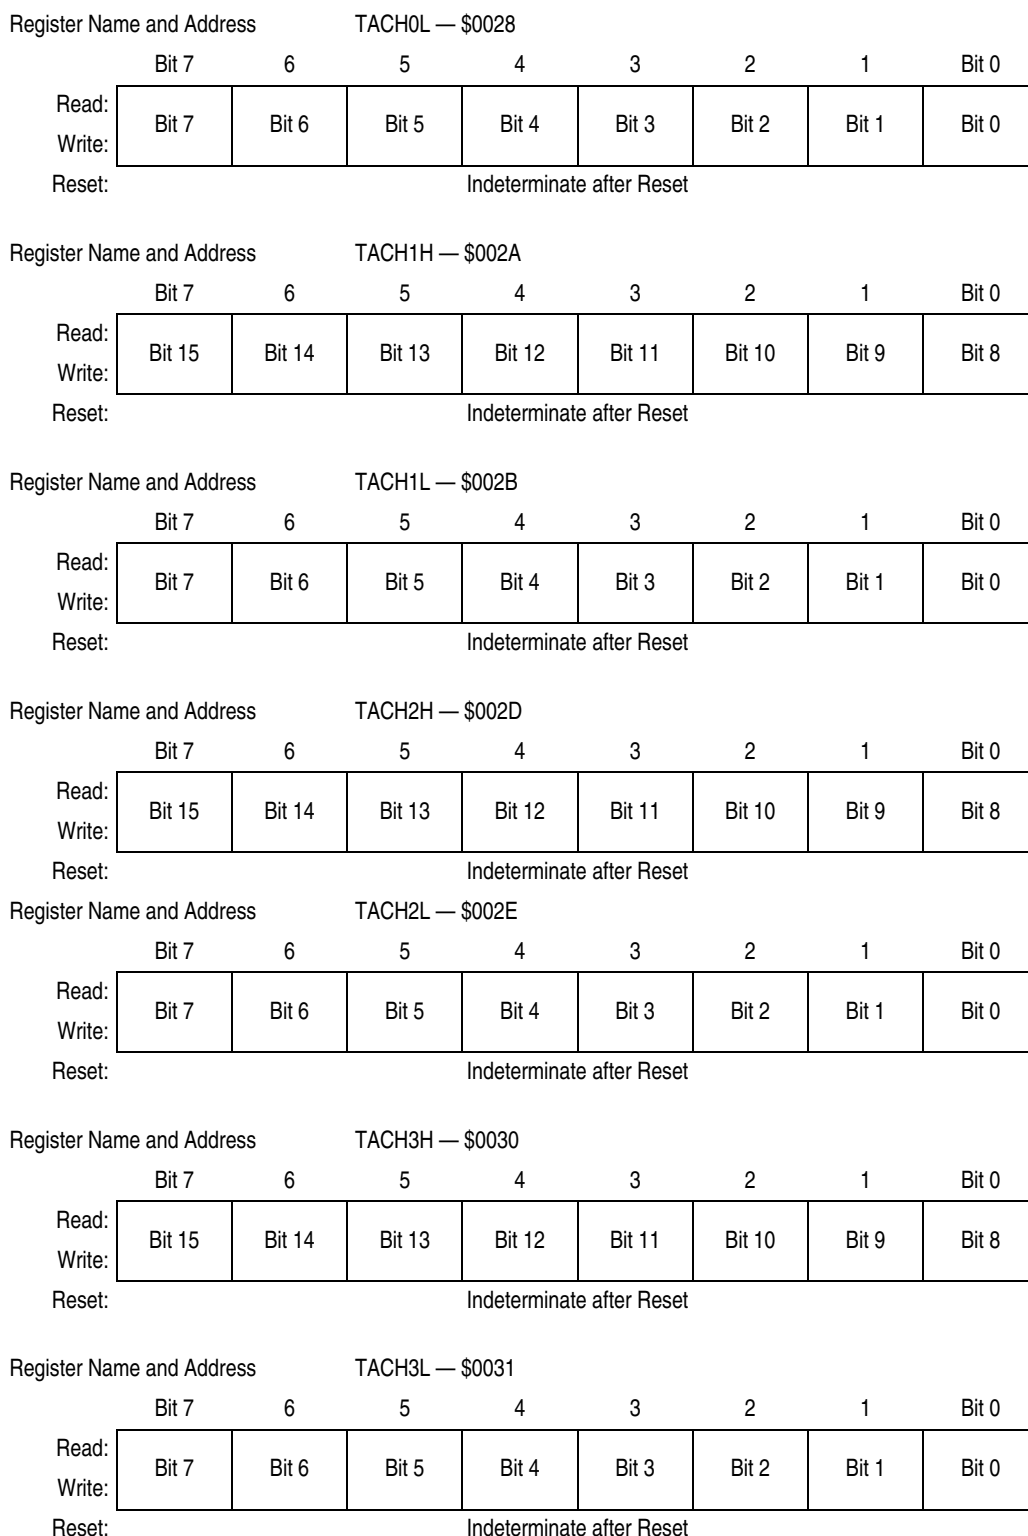 Register Name and Address TACH0L — $0028
Bit 7 6 5 4 3 2 1 Bit 0
Read:
Bit 7 Bit 6 Bit 5 Bit 4 Bit 3 Bit 2 Bit 1 Bit 0
Write:
Reset: Indeterminate after Reset
Register Name and Address TACH1H — $002A
Bit 7 6 5 4 3 2 1 Bit 0
Read:
Bit 15 Bit 14 Bit 13 Bit 12 Bit 11 Bit 10 Bit 9 Bit 8
Write:
Reset: Indeterminate after Reset
Register Name and Address TACH1L — $002B
Bit 7 6 5 4 3 2 1 Bit 0
Read:
Bit 7 Bit 6 Bit 5 Bit 4 Bit 3 Bit 2 Bit 1 Bit 0
Write:
Reset: Indeterminate after Reset
Register Name and Address TACH2H — $002D
Bit 7 6 5 4 3 2 1 Bit 0
Read:
Bit 15 Bit 14 Bit 13 Bit 12 Bit 11 Bit 10 Bit 9 Bit 8
Write:
Reset: Indeterminate after Reset
Register Name and Address TACH2L — $002E
Bit 7 6 5 4 3 2 1 Bit 0
Read:
Bit 7 Bit 6 Bit 5 Bit 4 Bit 3 Bit 2 Bit 1 Bit 0
Write:
Reset: Indeterminate after Reset
Register Name and Address TACH3H — $0030
Bit 7 6 5 4 3 2 1 Bit 0
Read:
Bit 15 Bit 14 Bit 13 Bit 12 Bit 11 Bit 10 Bit 9 Bit 8
Write:
Reset: Indeterminate after Reset
Register Name and Address TACH3L — $0031
Bit 7 6 5 4 3 2 1 Bit 0
Read:
Bit 7 Bit 6 Bit 5 Bit 4 Bit 3 Bit 2 Bit 1 Bit 0
Write:
Reset: Indeterminate after Reset